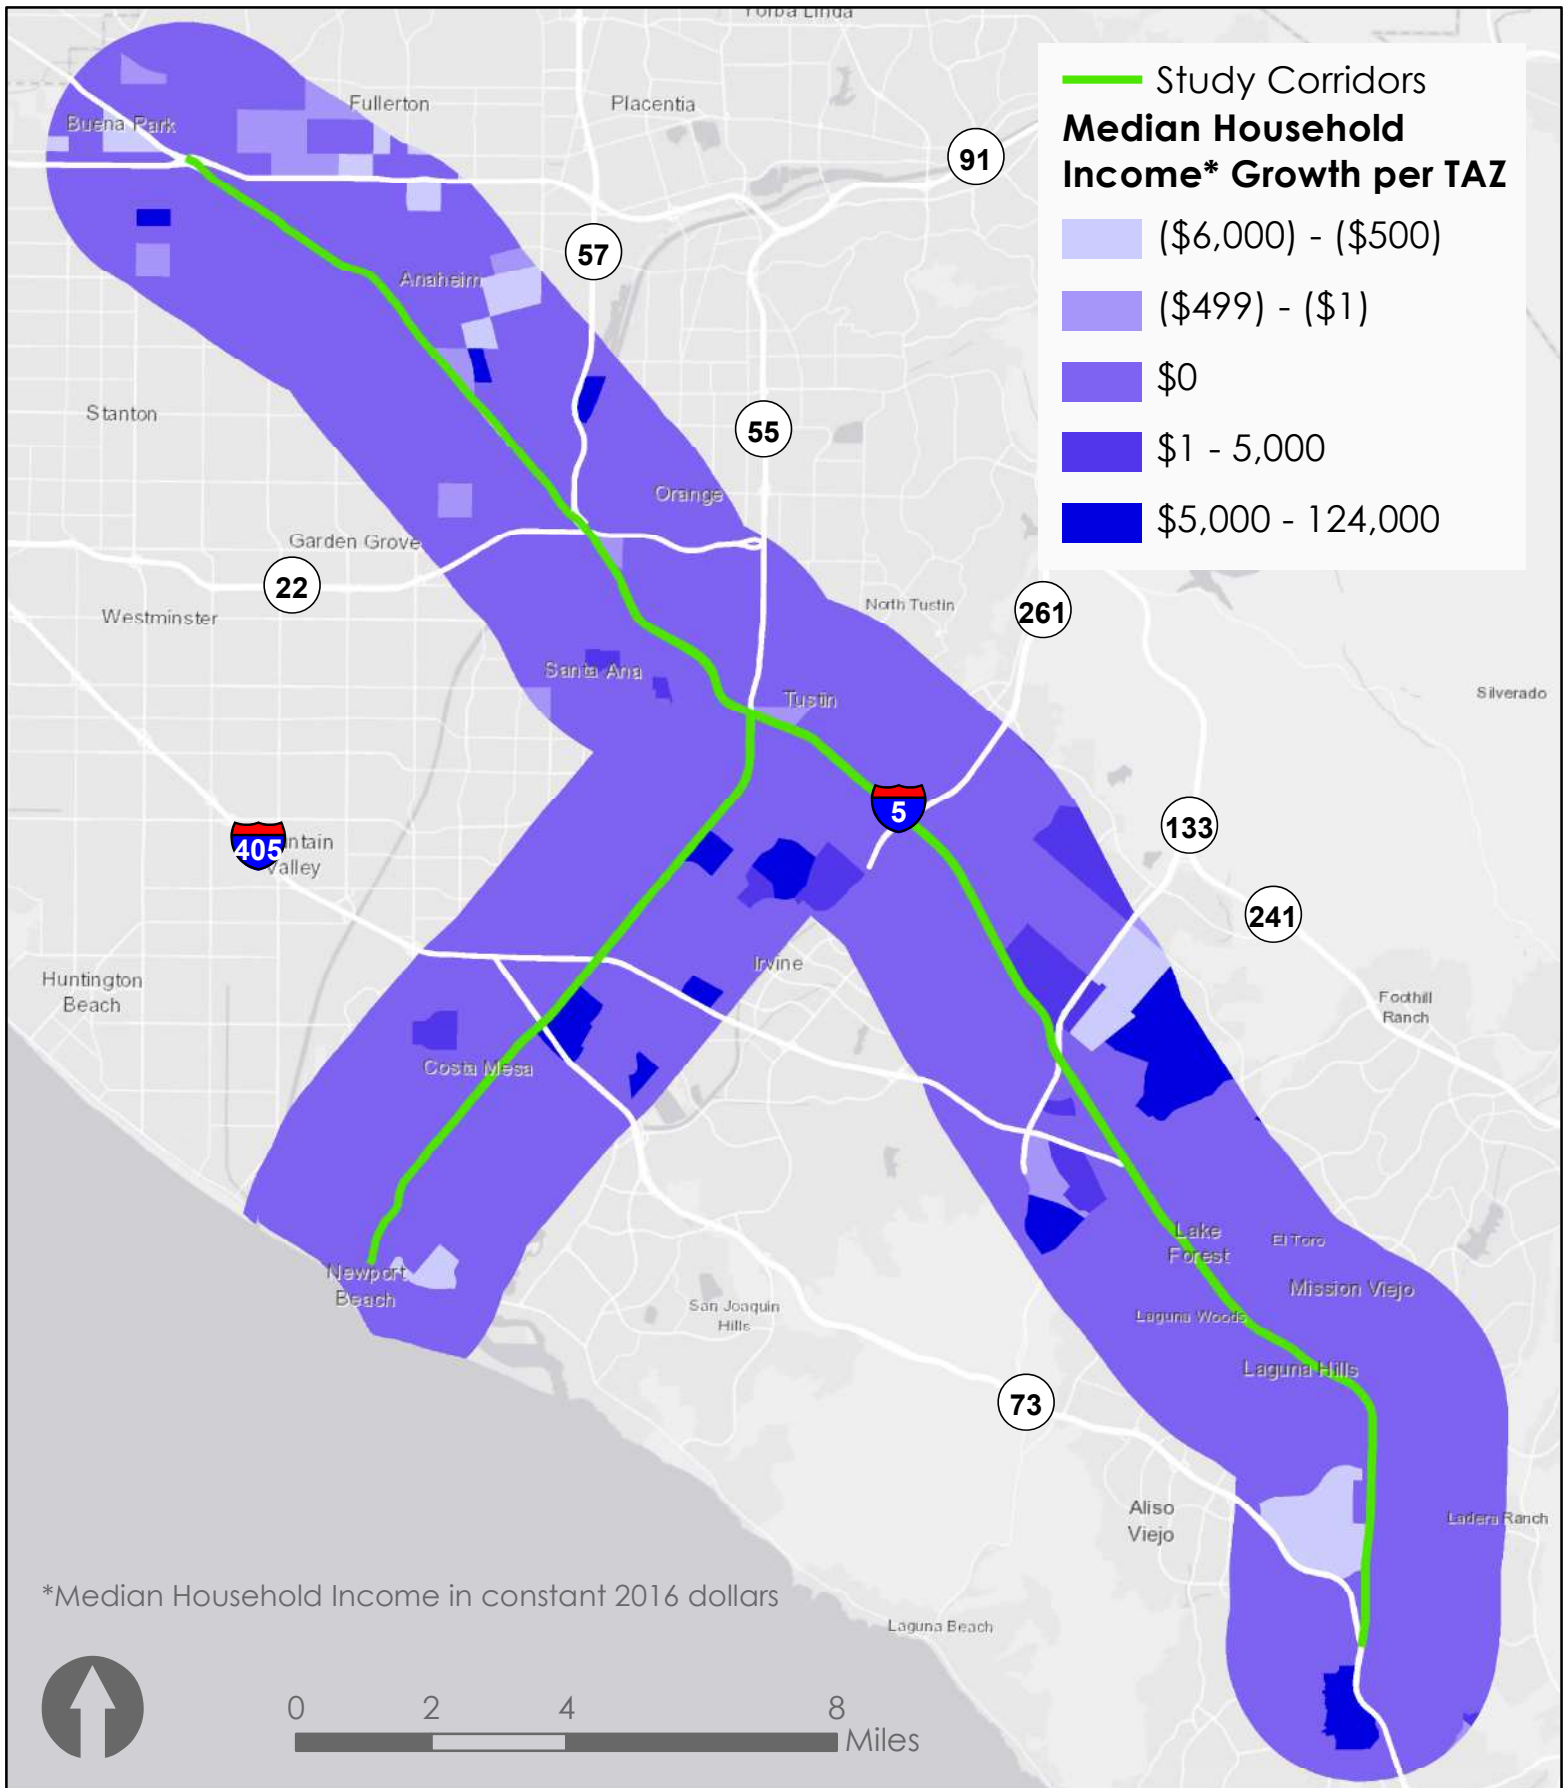 Yorba Linda
Study Corridors
Median Household
Income* Growth per TAZ
($6,000) - ($500)
($499) - ($1)
$0
$1 - 5,000
$5,000 - 124,000
Fullerton
Placentia
Buena Park
91
57
Anaheim
Stanton
55
Orange
Garden Grove
22
Westminster
North Tustin
261
Santa Ana
Tustin
Silverado
5
133
405
ntain
Valley
241
Irvine
Huntington
Beach
Foothill
Ranch
Costa Mesa
Lake
Forest
El Toro
Newport
Beach
Mission Viejo
San Joaquin
Hills
Laguna Woods
Laguna Hills
73
Aliso
Viejo
Ladera Ranch
*Median Household Income in constant 2016 dollars
Laguna Beach
0 2 4 8
Miles